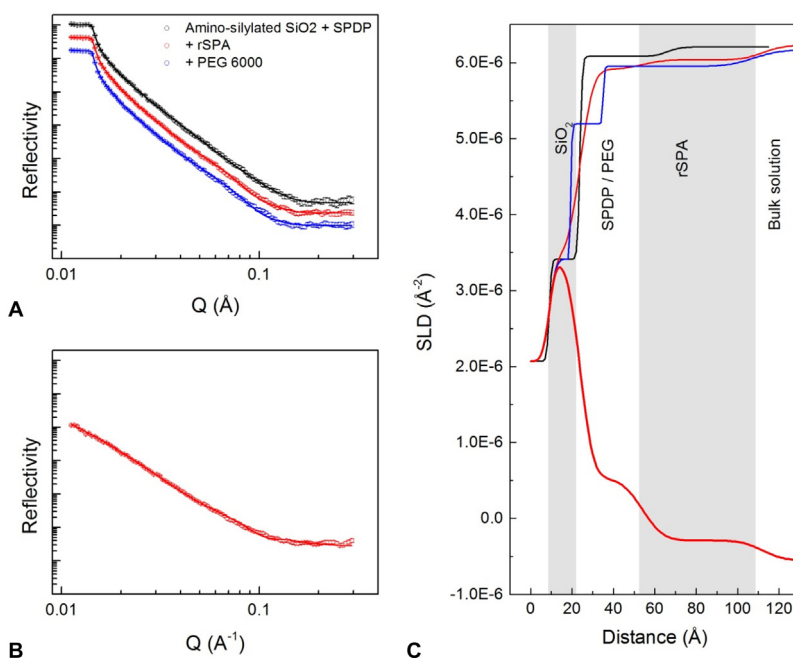 Amino-silylated SiO2 + SPDP
+ rSPA
+ PEG 6000
Reflectivity
0.01
0.1
Q (Å)
A
Reflectivity
0.01
0.1
Q (A⁻¹)
B
6.0E-6
5.0E-6
4.0E-6
3.0E-6
2.0E-6
1.0E-6
0.0
-1.0E-6
SLD (Å⁻²)
SiO₂
SPDP / PEG
rSPA
Bulk solution
0 20 40 60 80 100 120
Distance (Å)
C